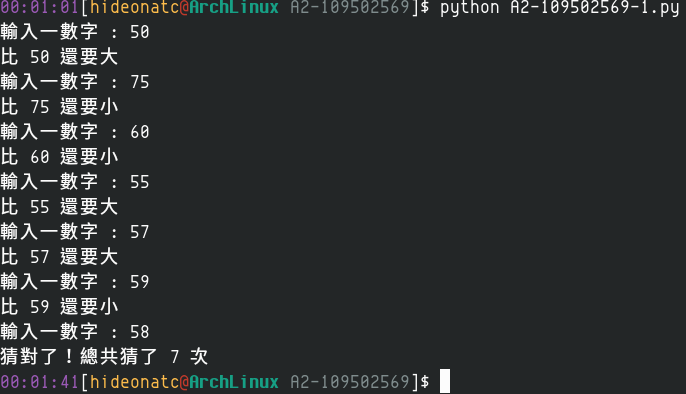 00:01:01[hideonatc@ArchLinux A2-109502569]$ python A2-109502569-1.py
輸入一數字 : 50
比 50 還要大
輸入一數字 : 75
比 75 還要小
輸入一數字 : 60
比 60 還要小
輸入一數字 : 55
比 55 還要大
輸入一數字 : 57
比 57 還要大
輸入一數字 : 59
比 59 還要小
輸入一數字 : 58
猜對了！總共猜了 7 次
00:01:41[hideonatc@ArchLinux A2-109502569]$